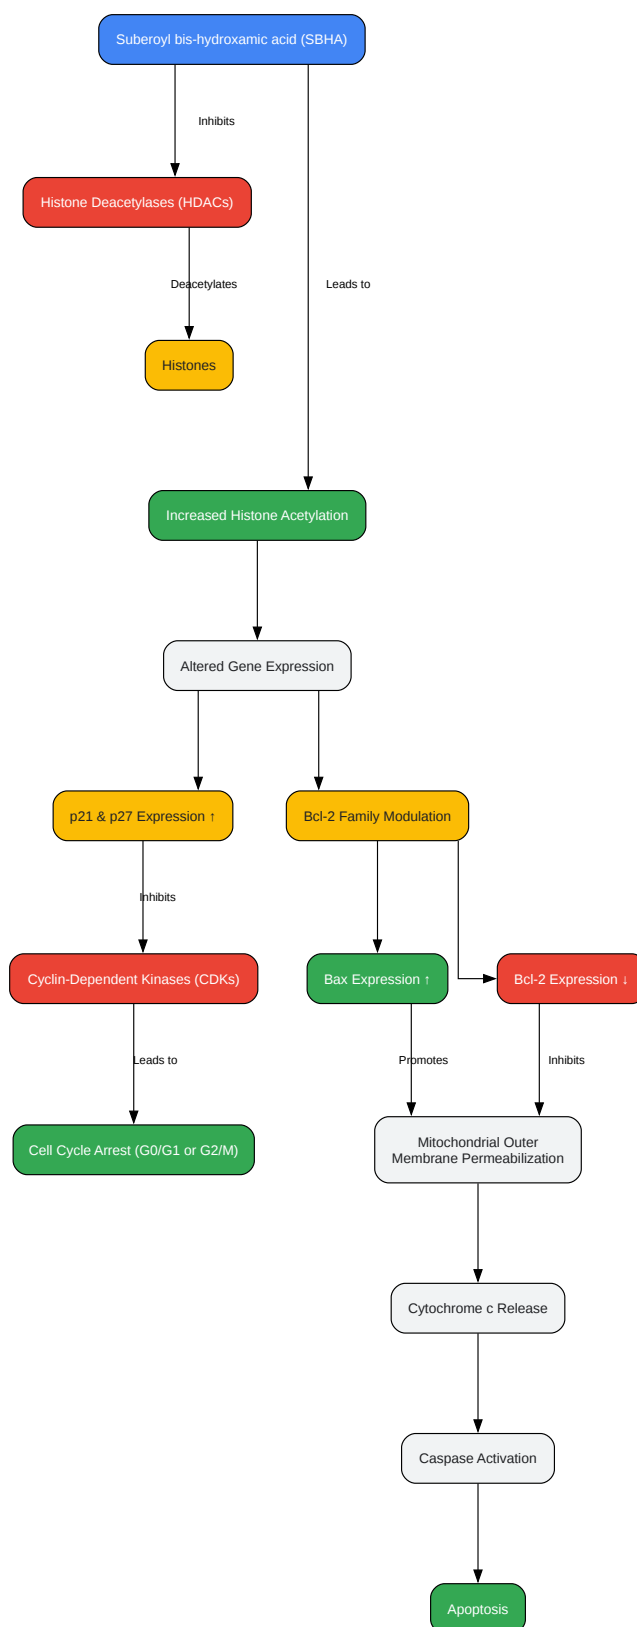 Suberoyl bis-hydroxamic acid (SBHA)
Inhibits
Histone Deacetylases (HDACs)
Deacetylates
Leads to
Histones
Increased Histone Acetylation
Altered Gene Expression
p21 & p27 Expression ↑
Bcl-2 Family Modulation
Inhibits
Cyclin-Dependent Kinases (CDKs)
Bax Expression ↑
Bcl-2 Expression ↓
Leads to
Promotes
Inhibits
Cell Cycle Arrest (G0/G1 or G2/M)
Mitochondrial Outer
Membrane Permeabilization
Cytochrome c Release
Caspase Activation
Apoptosis